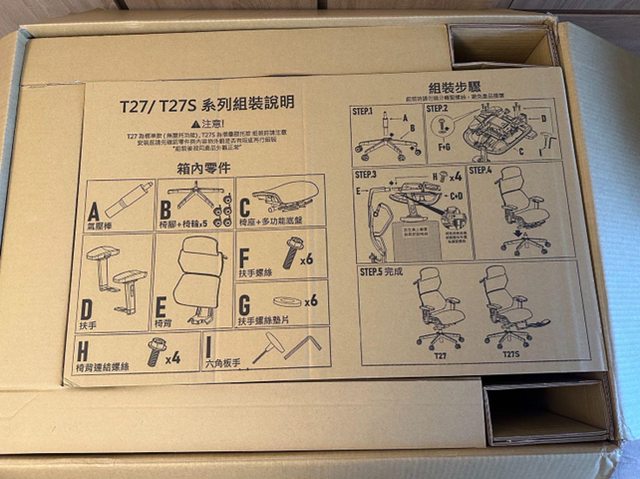 T27/ T27S 系列組裝說明
⚠注意!
箱內零件
A
氣壓棒
B
椅腳+椅輪x5
C
椅座+多功能底盤
D
扶手
E
椅背
F
x6
扶手螺絲
G
x6
扶手螺絲墊片
H
x4
椅背連結螺絲
I
六角板手
組裝步驟
STEP.1
A
B
STEP.2
D
C
I
F+G
STEP.3
H x4
E
C+D
STEP.4
STEP.5 完成
T27
T27S